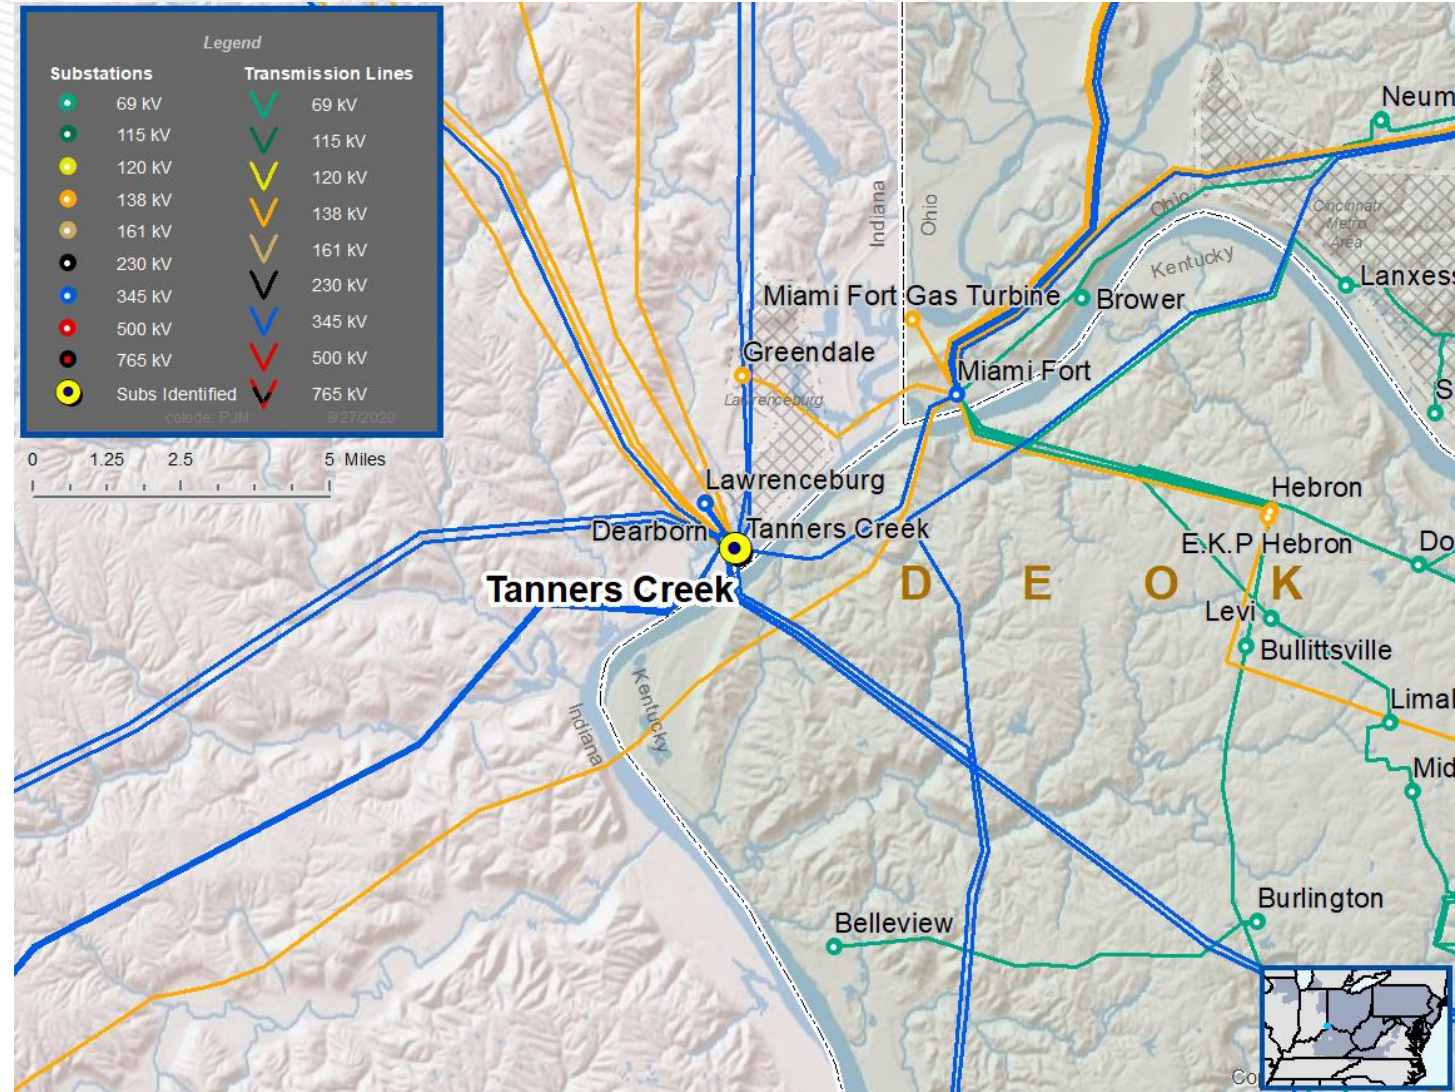 Legend
Substations
Transmission Lines
69 kV
69 kV
115 kV
115 kV
120 kV
120 kV
138 kV
138 kV
161 kV
161 kV
230 kV
230 kV
345 kV
345 kV
500 kV
500 kV
765 kV
765 kV
Subs Identified
colode; PJM
8/27/2020
0 1.25 2.5 5 Miles
Neum
Indiana
Ohio
Ohio
Cincinnati
Metro
Area
Kentucky
Lanxess
Miami Fort Gas Turbine
Brower
Greendale
Miami Fort
Lawrenceburg
S
Lawrenceburg
Hebron
Dearborn
Tanners Creek
E.K.P Hebron
Do
Tanners Creek
D E O K
Levi
Bullittsville
Kentucky
Indiana
Mid
Burlington
Belleview
Co